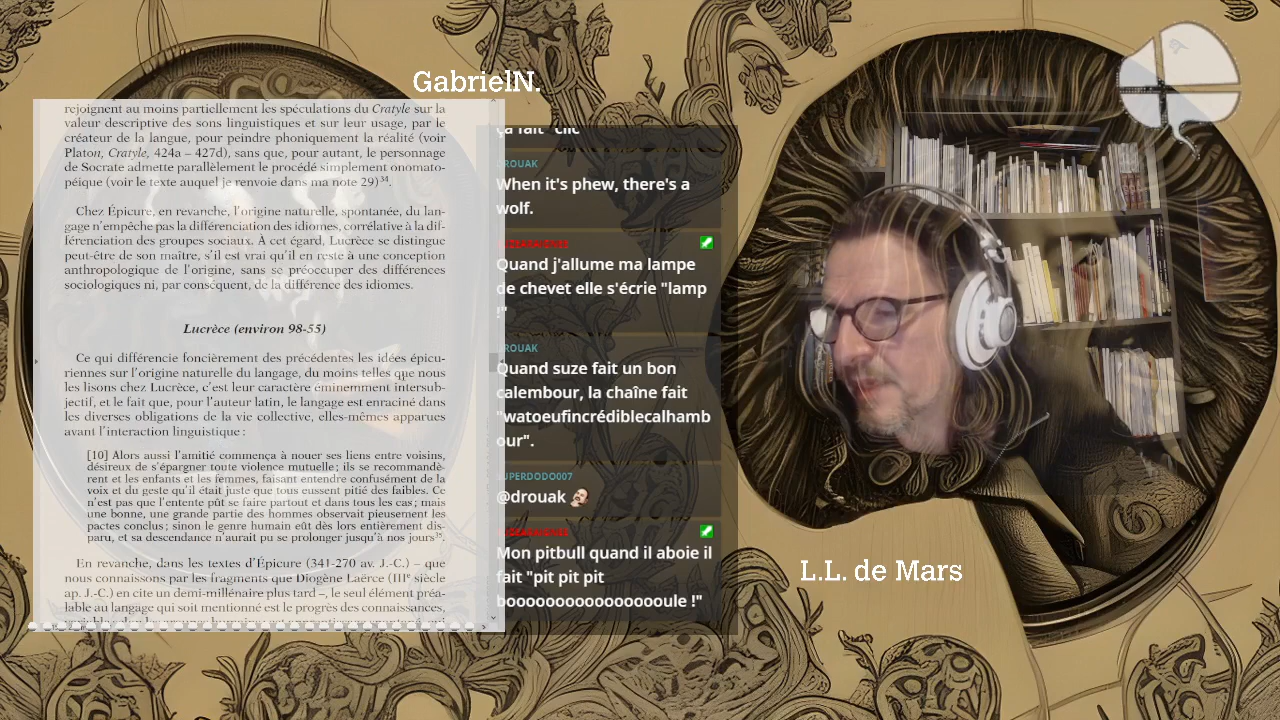 GabrielN.
rejoignent au moins partiellement les spéculations du Cratyle sur la
valeur descriptive des sons linguistiques et sur leur usage, par le
créateur de la langue, pour peindre phoniquement la réalité (voir
Platon, Cratyle, 424a – 427d), sans que, pour autant, le personnage
de Socrate admette parallèlement le procédé simplement onomato-
péique (voir le texte auquel je renvoie dans ma note 29)³⁴.
Chez Épicure, en revanche, l'origine naturelle, spontanée, du lan-
gage n'empêche pas la différenciation des idiomes, corrélative à la dif-
férenciation des groupes sociaux. À cet égard, Lucrèce se distingue
peut-être de son maître, s'il est vrai qu'il en reste à une conception
anthropologique de l'origine, sans se préoccuper des différences
sociologiques ni, par conséquent, de la différence des idiomes.
Lucrèce (environ 98-55)
Ce qui différencie foncièrement des précédentes les idées épicu-
riennes sur l'origine naturelle du langage, du moins telles que nous
les lisons chez Lucrèce, c'est leur caractère éminemment intersub-
jectif, et le fait que, pour l'auteur latin, le langage est enraciné dans
les diverses obligations de la vie collective, elles-mêmes apparues
avant l'interaction linguistique :
[10] Alors aussi l'amitié commença à nouer ses liens entre voisins,
désireux de s'épargner toute violence mutuelle ; ils se recommandè-
rent et les enfants et les femmes, faisant entendre confusément de la
voix et du geste qu'il était juste que tous eussent pitié des faibles. Ce
n'est pas que l'entente pût se faire partout et dans tous les cas ; mais
une bonne, une grande partie des hommes observait pieusement les
pactes conclus ; sinon le genre humain eût dès lors entièrement dis-
paru, et sa descendance n'aurait pu se prolonger jusqu'à nos jours³⁵.
En revanche, dans les textes d'Épicure (341-270 av. J.-C.) – que
nous connaissons par les fragments que Diogène Laërce (IIIᵉ siècle
ap. J.-C.) en cite un demi-millénaire plus tard –, le seul élément préa-
lable au langage qui soit mentionné est le progrès des connaissances,
ça fait "clic"
ROUAK
When it's phew, there's a
wolf.
Quand j'allume ma lampe
de chevet elle s'écrie "lamp
!"
ROUAK
Quand suze fait un bon
calembour, la chaîne fait
"watoeufincrédiblecalhamb
our".
UPERDODO007
@drouak
Mon pitbull quand il aboie il
fait "pit pit pit
boooooooooooooooule !"
L.L. de Mars